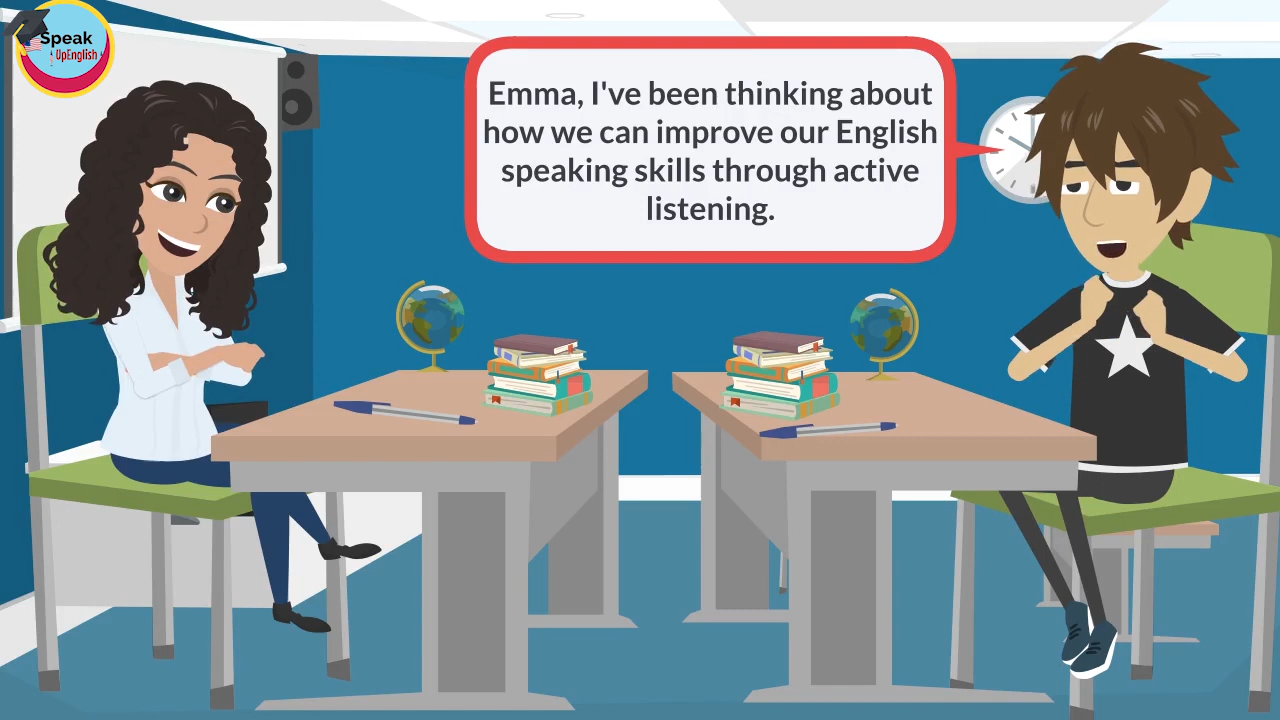 Speak
UpEnglish
Emma, I've been thinking about
how we can improve our English
speaking skills through active
listening.